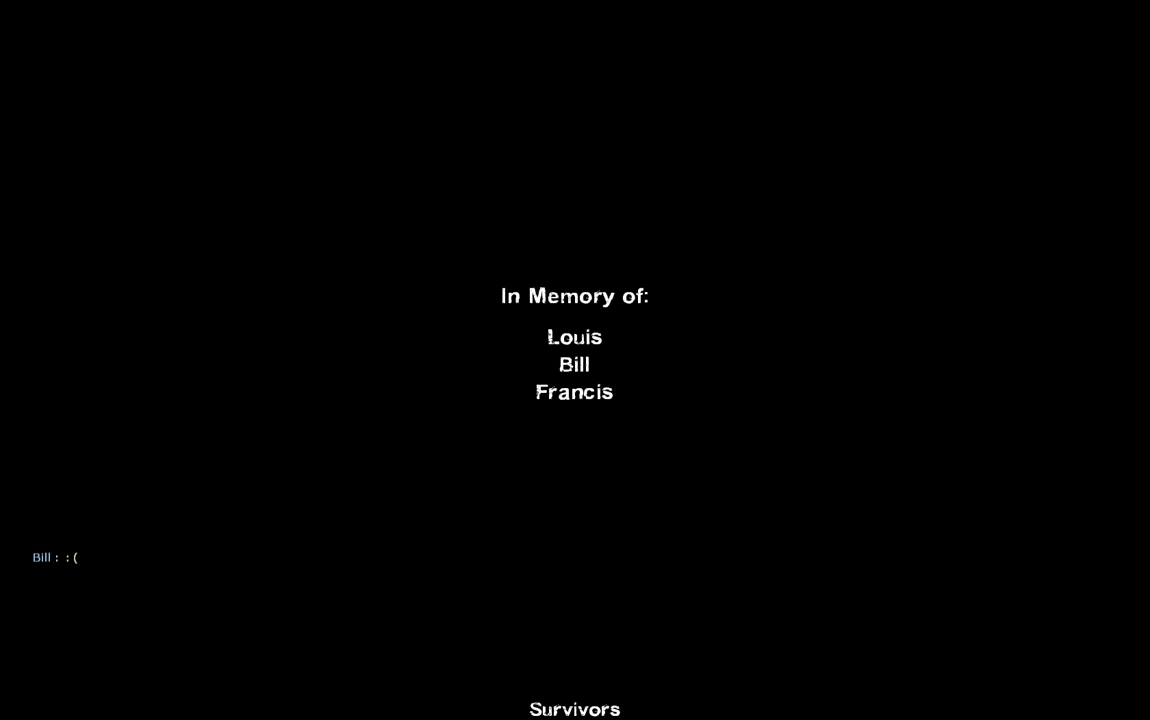 In Memory of:
Louis
Bill
Francis
Bill : :(
Survivors